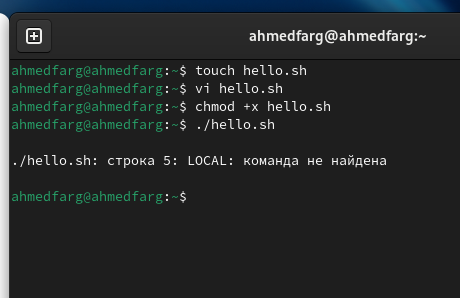 ahmedfarg@ahmedfarg:~
ahmedfarg@ahmedfarg:~$ touch hello.sh
ahmedfarg@ahmedfarg:~$ vi hello.sh
ahmedfarg@ahmedfarg:~$ chmod +x hello.sh
ahmedfarg@ahmedfarg:~$ ./hello.sh
./hello.sh: строка 5: LOCAL: команда не найдена
ahmedfarg@ahmedfarg:~$